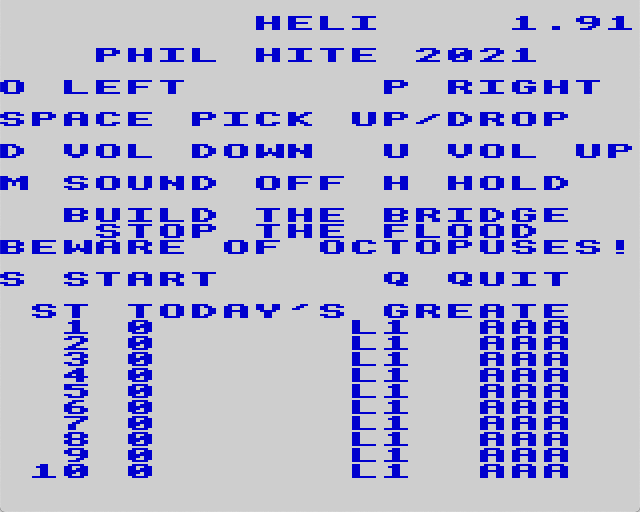 HELI 1.91
PHIL HITE 2021
O LEFT P RIGHT
SPACE PICK UP/DROP
D VOL DOWN U VOL UP
M SOUND OFF H HOLD
BUILD THE BRIDGE
STOP THE FLOOD
BEWARE OF OCTOPUSES!
S START Q QUIT
ST TODAY'S GREATE
1 0 L1 AAA
2 0 L1 AAA
3 0 L1 AAA
4 0 L1 AAA
5 0 L1 AAA
6 0 L1 AAA
7 0 L1 AAA
8 0 L1 AAA
9 0 L1 AAA
10 0 L1 AAA